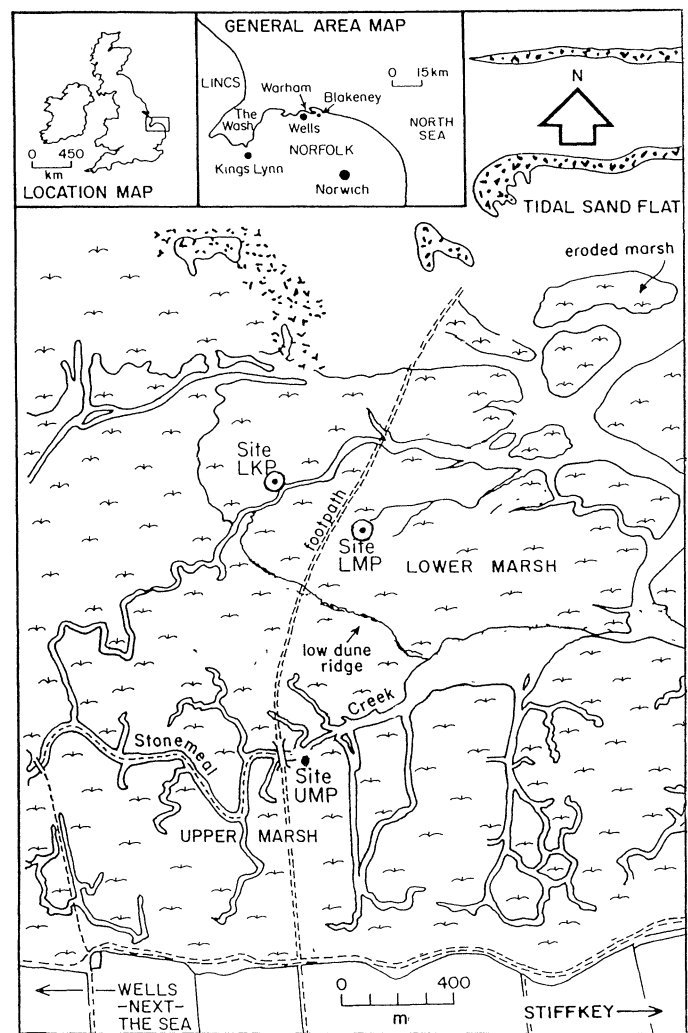 GENERAL AREA MAP
LINCS
The
Wash
Warham
Blakeney
Wells
0 15km
NORTH
SEA
NORFOLK
Kings Lynn
Norwich
0 450
km
LOCATION MAP
N
TIDAL SAND FLAT
eroded marsh
Site
LKP
footpath
Site
LMP
LOWER MARSH
low dune
ridge
Creek
Stonemeal
Site
UMP
UPPER MARSH
WELLS
-NEXT-
THE SEA
0 400
m
STIFFKEY